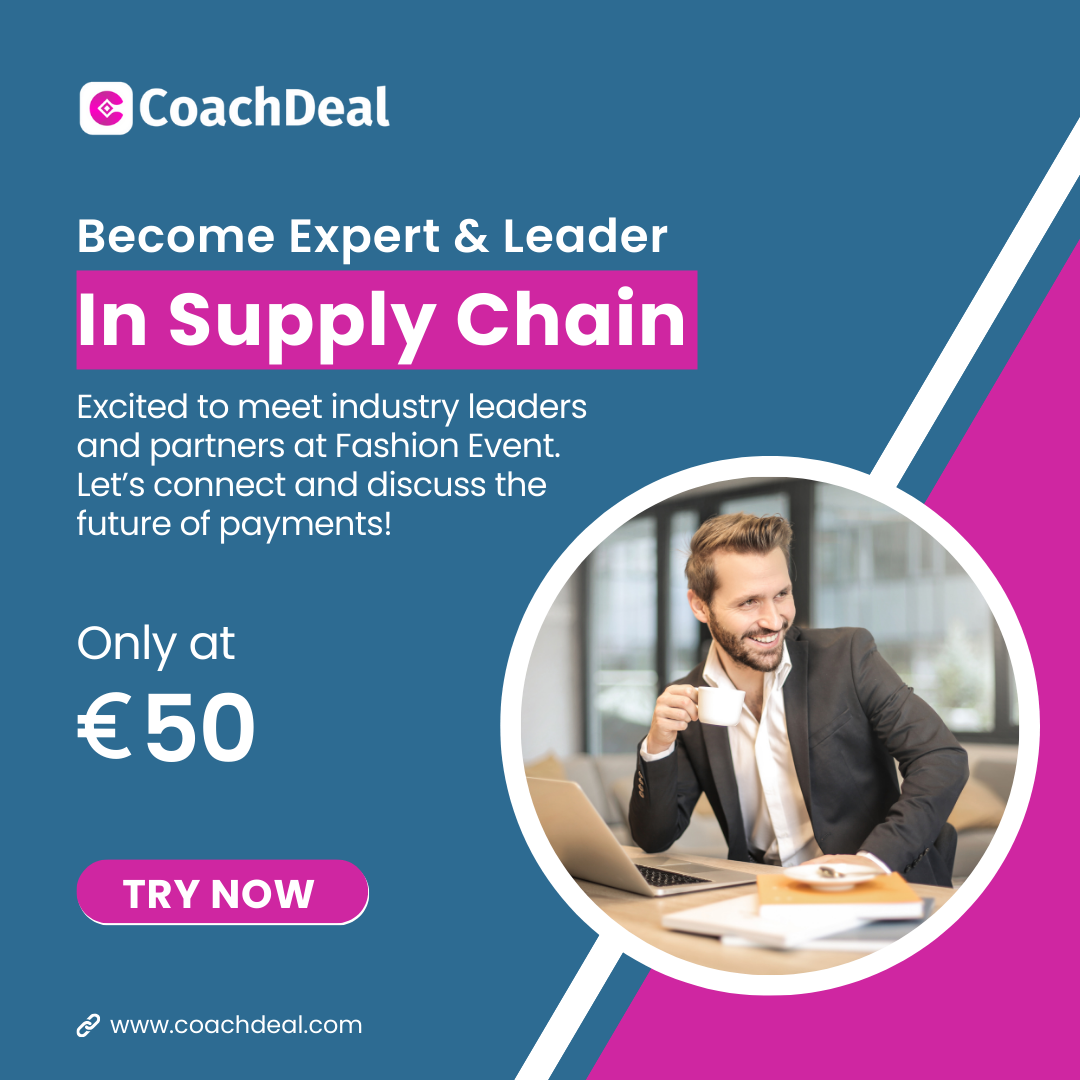 CoachDeal
Become Expert & Leader
In Supply Chain
Excited to meet industry leaders
and partners at Fashion Event.
Let’s connect and discuss the
future of payments!
Only at
€50
TRY NOW
www.coachdeal.com